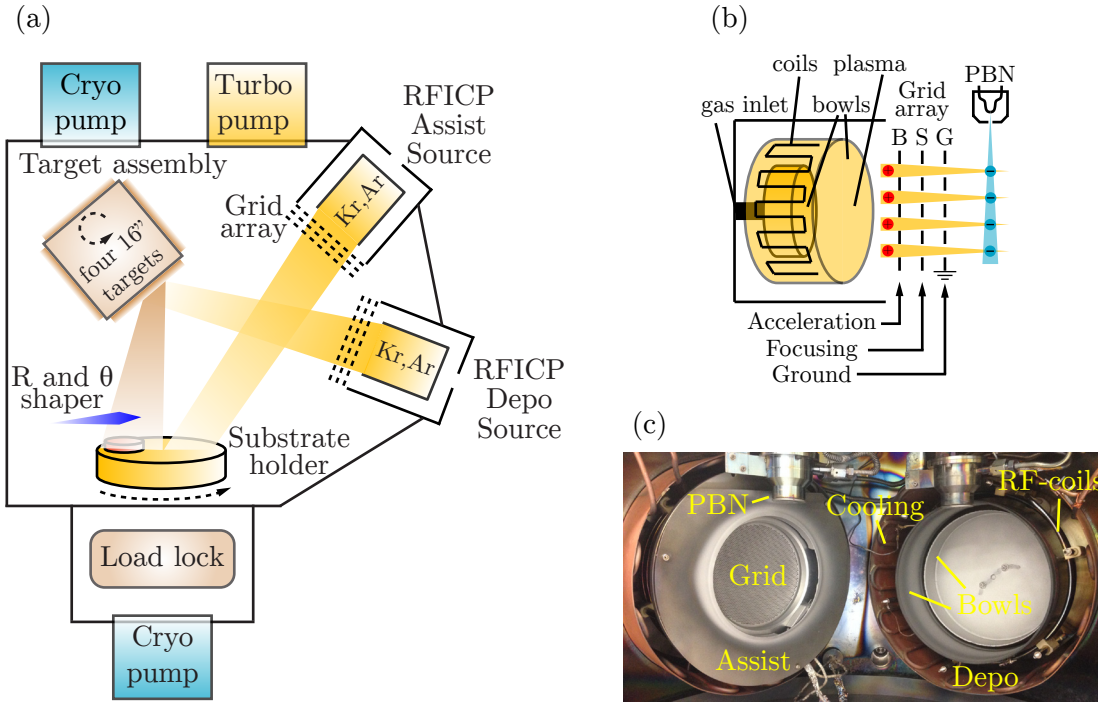 (a)
Cryo
pump
Turbo
pump
RFICP
Assist
Source
Target assembly
Kr,Ar
Grid
array
four 16”
targets
Kr,Ar
R and θ
shaper
RFICP
Depo
Source
Substrate
holder
Load lock
Cryo
pump
(b)
coils
plasma
PBN
gas inlet
bowls
Grid
array
B S G
+
−
+
−
+
−
+
−
Acceleration
Focusing
Ground
(c)
PBN
Cooling
RF-coils
Grid
Bowls
Assist
Depo